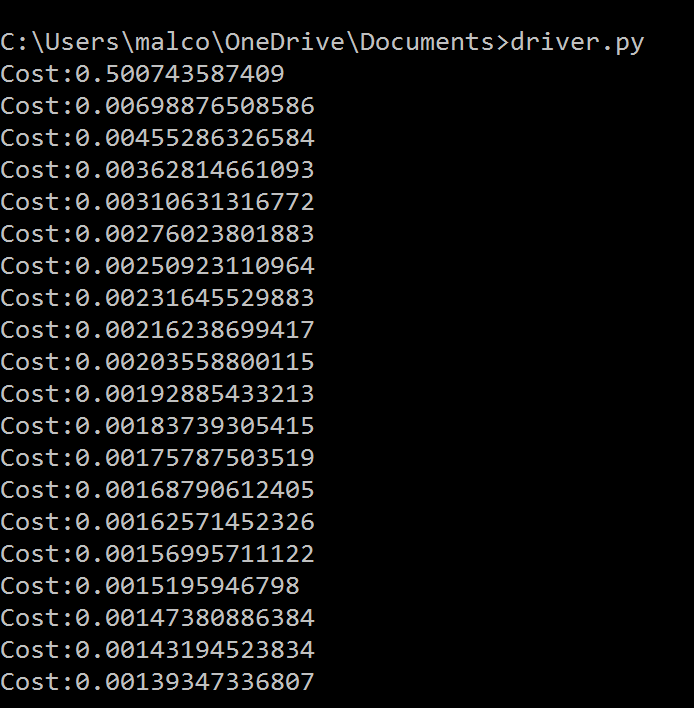 C:\Users\malco\OneDrive\Documents>driver.py
Cost:0.500743587409
Cost:0.00698876508586
Cost:0.00455286326584
Cost:0.00362814661093
Cost:0.00310631316772
Cost:0.00276023801883
Cost:0.00250923110964
Cost:0.00231645529883
Cost:0.00216238699417
Cost:0.00203558800115
Cost:0.00192885433213
Cost:0.00183739305415
Cost:0.00175787503519
Cost:0.00168790612405
Cost:0.00162571452326
Cost:0.00156995711122
Cost:0.0015195946798
Cost:0.00147380886384
Cost:0.00143194523834
Cost:0.00139347336807